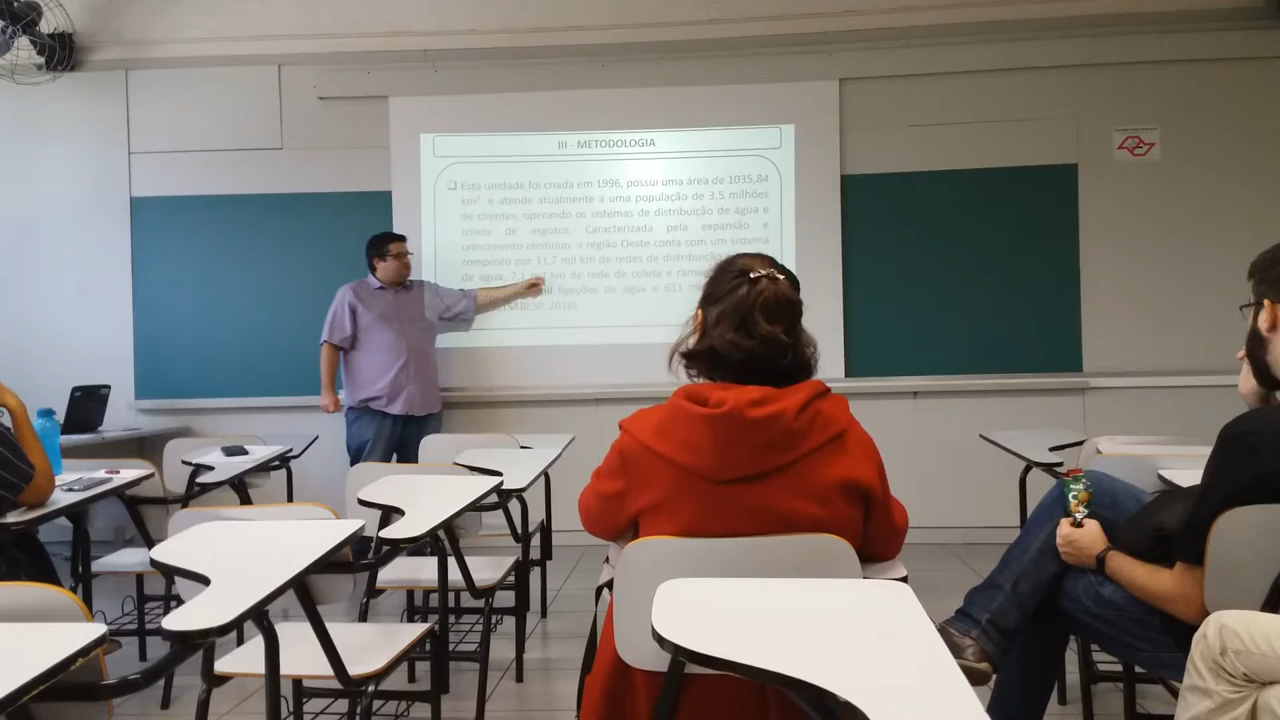 III - METODOLOGIA
❑ Esta unidade foi criada em 1996, possui uma área de 1035,84
km², e atende atualmente a uma população de 3,5 milhões
de clientes, operando os sistemas de distribuição de água e
coleta de esgotos. Caracterizada pela expansão e
crescimento contínuo a região Oeste conta com um sistema
composto por 11,7 mil km de redes de distribuição
de água, 7,1 mil km de rede de coleta e
mil ligações de água e 611
(SABESP, 2018).